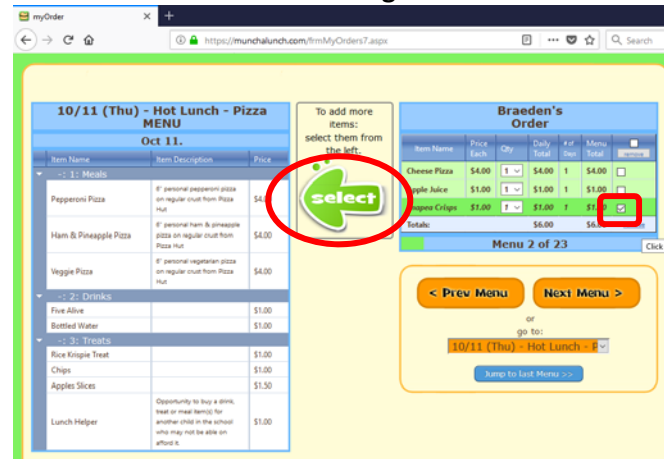 myOrder
https://munchalunch.com/frmMyOrders7.aspx
Search
10/11 (Thu) - Hot Lunch - Pizza
MENU
Oct 11.
Item Name Item Description Price
-: 1: Meals
Pepperoni Pizza 8" personal pepperoni pizza on regular crust from Pizza Hut
Ham & Pineapple Pizza 8" personal ham & pineapple pizza on regular crust from Pizza Hut $4.00
Veggie Pizza 8" personal vegetarian pizza on regular crust from Pizza Hut $4.00
-: 2: Drinks
Five Alive $1.00
Bottled Water $1.00
-: 3: Treats
Rice Krispie Treat $1.00
Chips $1.00
Apples Slices $1.50
Lunch Helper Opportunity to buy a drink, treat or meal item(s) for another child in the school who may not be able on afford it. $1.00
To add more
items:
select them from
the left.
select
Braeden's
Order
Item Name Price Each Qty Daily Total # of Days Menu Total remove
Cheese Pizza $4.00 1 $4.00 1 $4.00
Apple Juice $1.00 1 $1.00 1 $1.00
Crisps $1.00 1 $1.00 1
Totals: $6.00
Menu 2 of 23
Click
< Prev Menu Next Menu >
or
go to:
10/11 (Thu) - Hot Lunch - P
Jump to last Menu >>